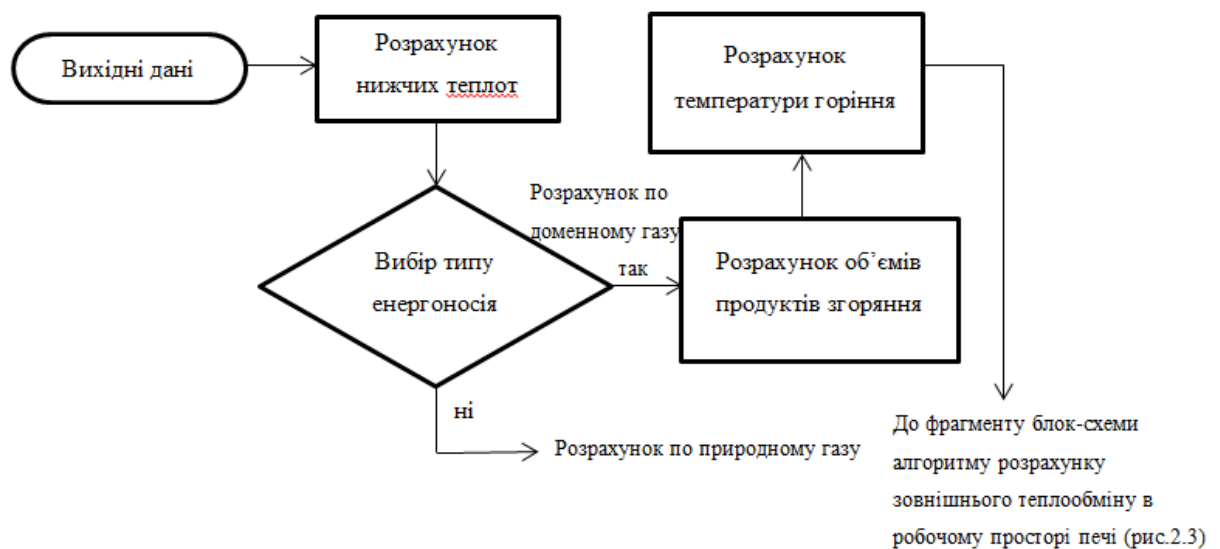 Вихідні дані
Розрахунок
нижчих теплот
Розрахунок
температури горіння
Розрахунок по
доменному газу
так
Вибір типу
енергоносія
Розрахунок об’ємів
продуктів згоряння
ні
Розрахунок по природному газу
До фрагменту блок-схеми
алгоритму розрахунку
зовнішнього теплообміну в
робочому просторі печі (рис.2.3)